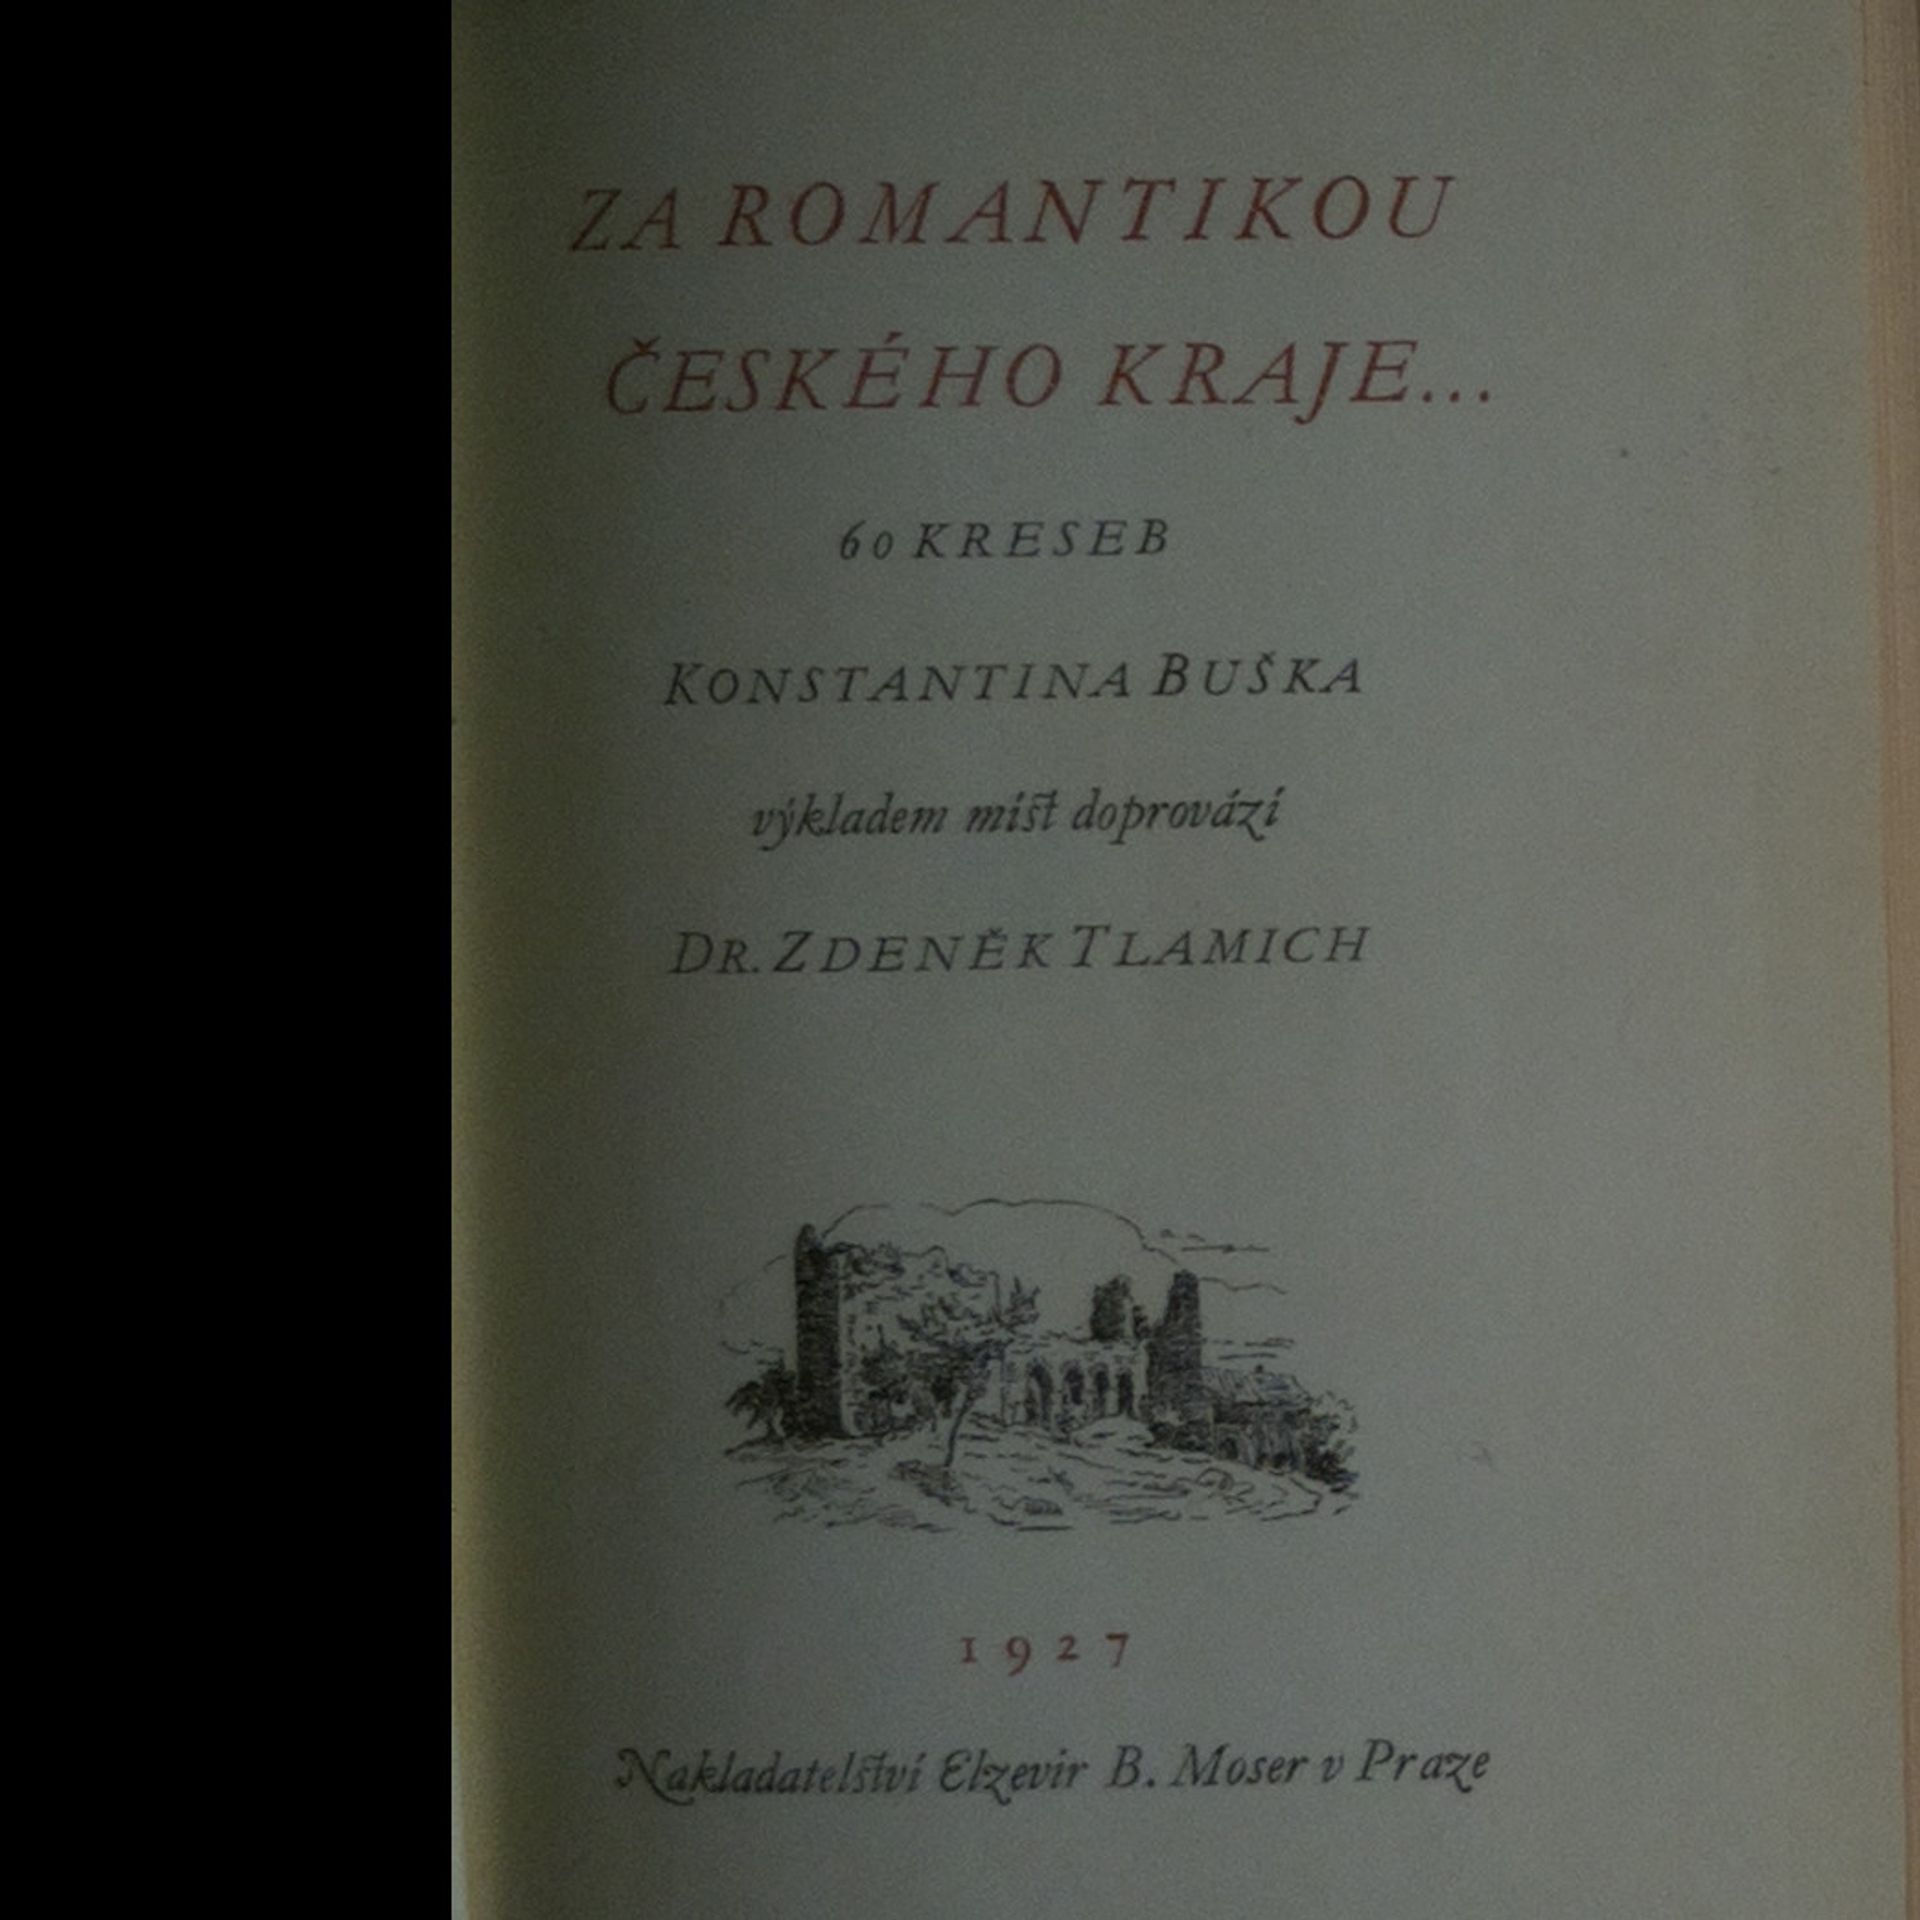 ZA ROMANTIKOU
ČESKÉHO KRAJE...
60 KRESEB
KONSTANTINA BUŠKA
výkladem míst doprovází
DR. ZDENĚK TLAMICH
1927
Nakladatelství Elzevir B. Moser v Praze